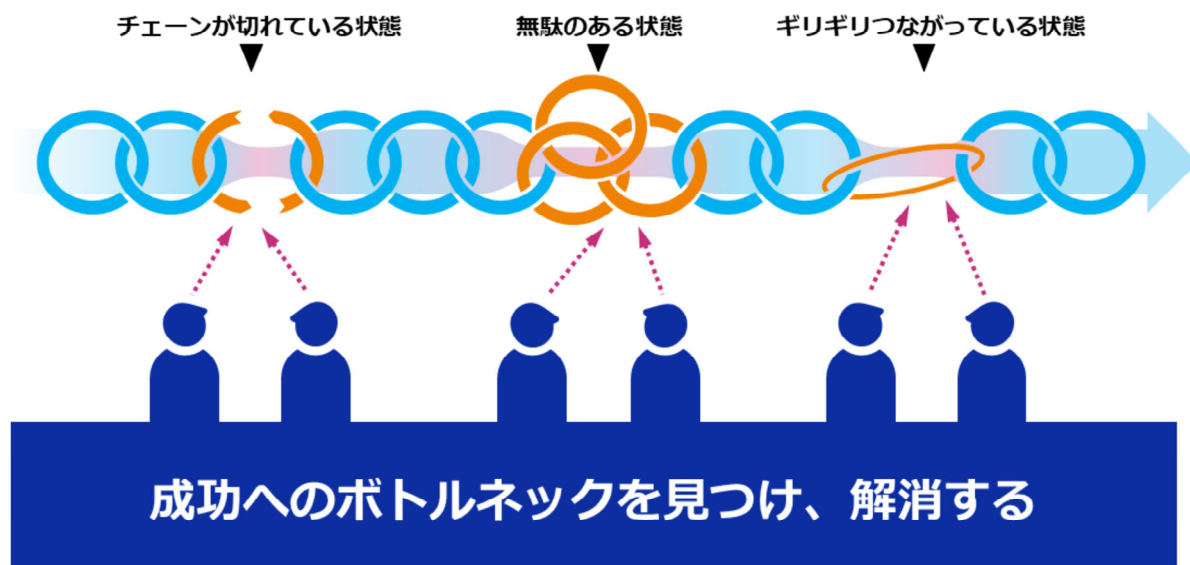 チェーンが切れている状態
無駄のある状態
ギリギリつながっている状態
成功へのボトルネックを見つけ、解消する